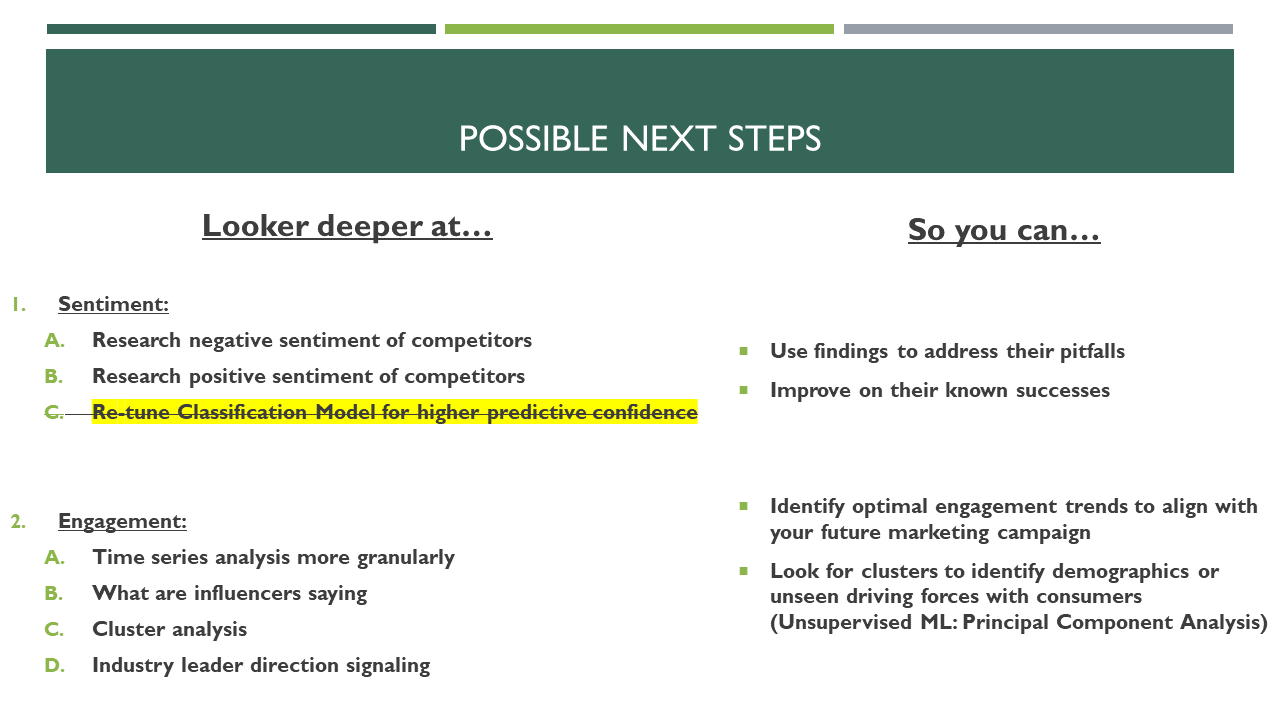 POSSIBLE NEXT STEPS
Looker deeper at…
1. Sentiment:
A. Research negative sentiment of competitors
B. Research positive sentiment of competitors
C. Re-tune Classification Model for higher predictive confidence
2. Engagement:
A. Time series analysis more granularly
B. What are influencers saying
C. Cluster analysis
D. Industry leader direction signaling
So you can…
Use findings to address their pitfalls
Improve on their known successes
Identify optimal engagement trends to align with
your future marketing campaign
Look for clusters to identify demographics or
unseen driving forces with consumers
(Unsupervised ML: Principal Component Analysis)